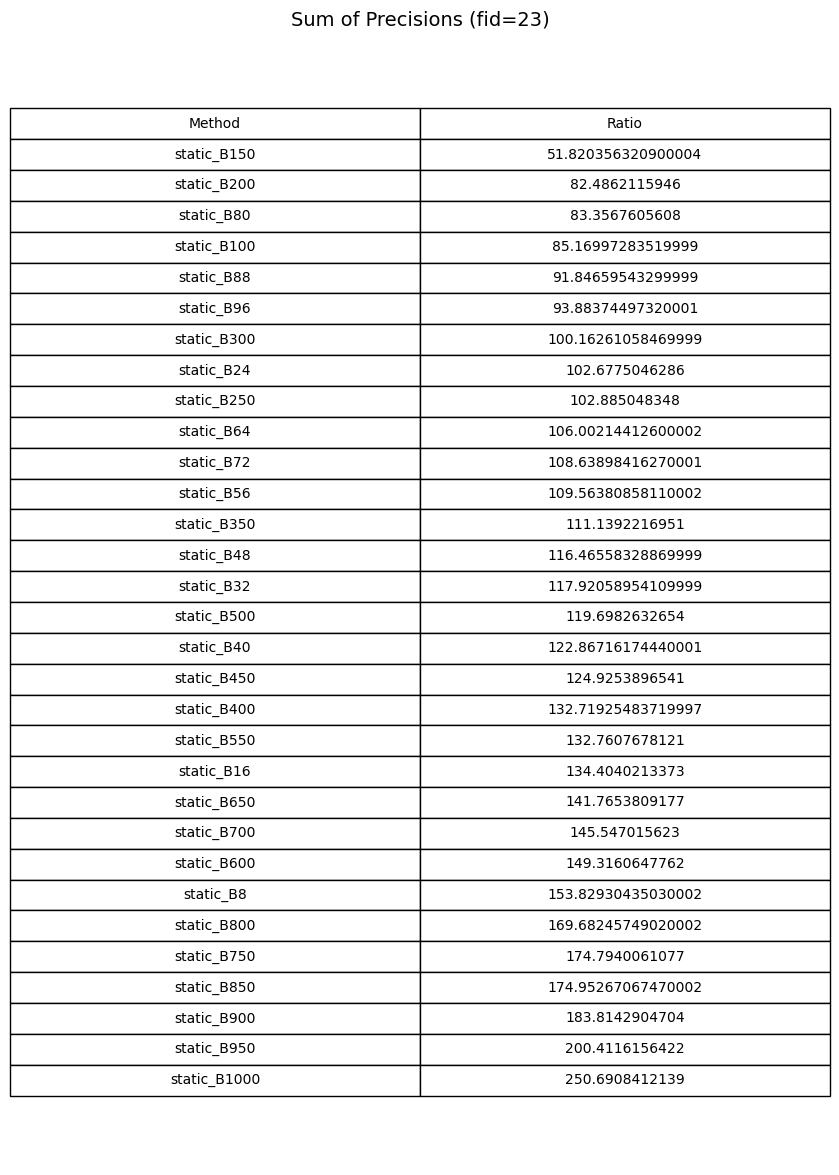 Sum of Precisions (fid=23)
Method Ratio
static_B150 51.820356320900004
static_B200 82.4862115946
static_B80 83.3567605608
static_B100 85.16997283519999
static_B88 91.84659543299999
static_B96 93.88374497320001
static_B300 100.16261058469999
static_B24 102.6775046286
static_B250 102.885048348
static_B64 106.00214412600002
static_B72 108.63898416270001
static_B56 109.56380858110002
static_B350 111.1392216951
static_B48 116.46558328869999
static_B32 117.92058954109999
static_B500 119.6982632654
static_B40 122.86716174440001
static_B450 124.9253896541
static_B400 132.71925483719997
static_B550 132.7607678121
static_B16 134.4040213373
static_B650 141.7653809177
static_B700 145.547015623
static_B600 149.3160647762
static_B8 153.82930435030002
static_B800 169.68245749020002
static_B750 174.7940061077
static_B850 174.95267067470002
static_B900 183.8142904704
static_B950 200.4116156422
static_B1000 250.6908412139